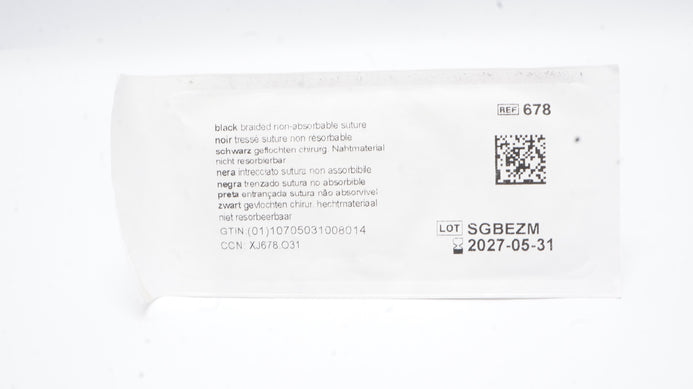 black braided non-absorbable suture
noir tressé suture non résorbable
schwarz geflochten chirurg. Nahtmaterial
nicht resorbierbar
nera intrecciato sutura non assorbibile
negra trenzado sutura no absorbible
preta entrançada sutura não absorvível
zwart gevlochten chirur. hechtmateriaal
niet resorbeerbaar
GTIN:(01)10705031008014
CCN: XJ678.O31
REF 678
LOT SGBEZM
2027-05-31